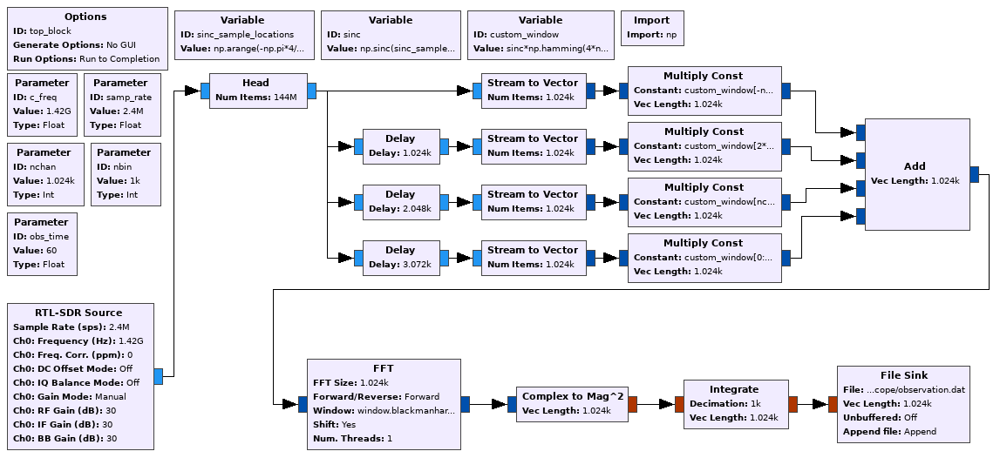 Options
ID: top_block
Generate Options: No GUI
Run Options: Run to Completion
Variable
ID: sinc_sample_locations
Value: np.arange(-np.pi*4/...
Variable
ID: sinc
Value: np.sinc(sinc_sample...
Variable
ID: custom_window
Value: sinc*np.hamming(4*n...
Import
Import: np
Parameter
ID: c_freq
Value: 1.42G
Type: Float
Parameter
ID: samp_rate
Value: 2.4M
Type: Float
Parameter
ID: nchan
Value: 1.024k
Type: Int
Parameter
ID: nbin
Value: 1k
Type: Int
Parameter
ID: obs_time
Value: 60
Type: Float
Head
Num Items: 144M
Stream to Vector
Num Items: 1.024k
Multiply Const
Constant: custom_window[-n...
Vec Length: 1.024k
Delay
Delay: 1.024k
Stream to Vector
Num Items: 1.024k
Multiply Const
Constant: custom_window[2*...
Vec Length: 1.024k
Delay
Delay: 2.048k
Stream to Vector
Num Items: 1.024k
Multiply Const
Constant: custom_window[nc...
Vec Length: 1.024k
Delay
Delay: 3.072k
Stream to Vector
Num Items: 1.024k
Multiply Const
Constant: custom_window[0:...
Vec Length: 1.024k
Add
Vec Length: 1.024k
RTL-SDR Source
Sample Rate (sps): 2.4M
Ch0: Frequency (Hz): 1.42G
Ch0: Freq. Corr. (ppm): 0
Ch0: DC Offset Mode: Off
Ch0: IQ Balance Mode: Off
Ch0: Gain Mode: Manual
Ch0: RF Gain (dB): 30
Ch0: IF Gain (dB): 30
Ch0: BB Gain (dB): 30
FFT
FFT Size: 1.024k
Forward/Reverse: Forward
Window: window.blackmanhar...
Shift: Yes
Num. Threads: 1
Complex to Mag^2
Vec Length: 1.024k
Integrate
Decimation: 1k
Vec Length: 1.024k
File Sink
File: ...cope/observation.dat
Vec Length: 1.024k
Unbuffered: Off
Append file: Append